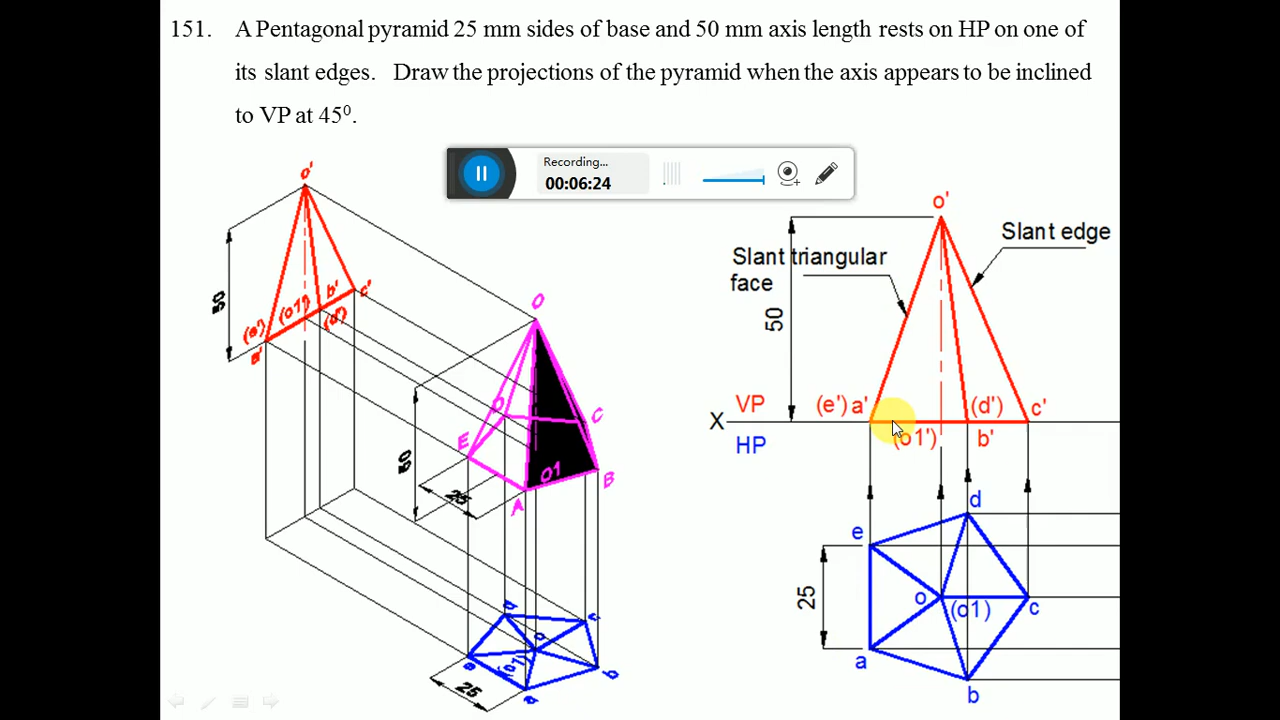 151. A Pentagonal pyramid 25 mm sides of base and 50 mm axis length rests on HP on one of
its slant edges. Draw the projections of the pyramid when the axis appears to be inclined
to VP at 45⁰.
Recording...
00:06:24
o'
50
(e')
a'
(o1')
b'
(d')
c'
O
D
C
E
O1
B
A
50
25
d
c
o
e
(o1)
b
a
25
o'
Slant edge
Slant triangular
face
50
X
VP
HP
(e') a'
(o1')
(d')
b'
c'
d
e
o
(o1)
c
25
a
b